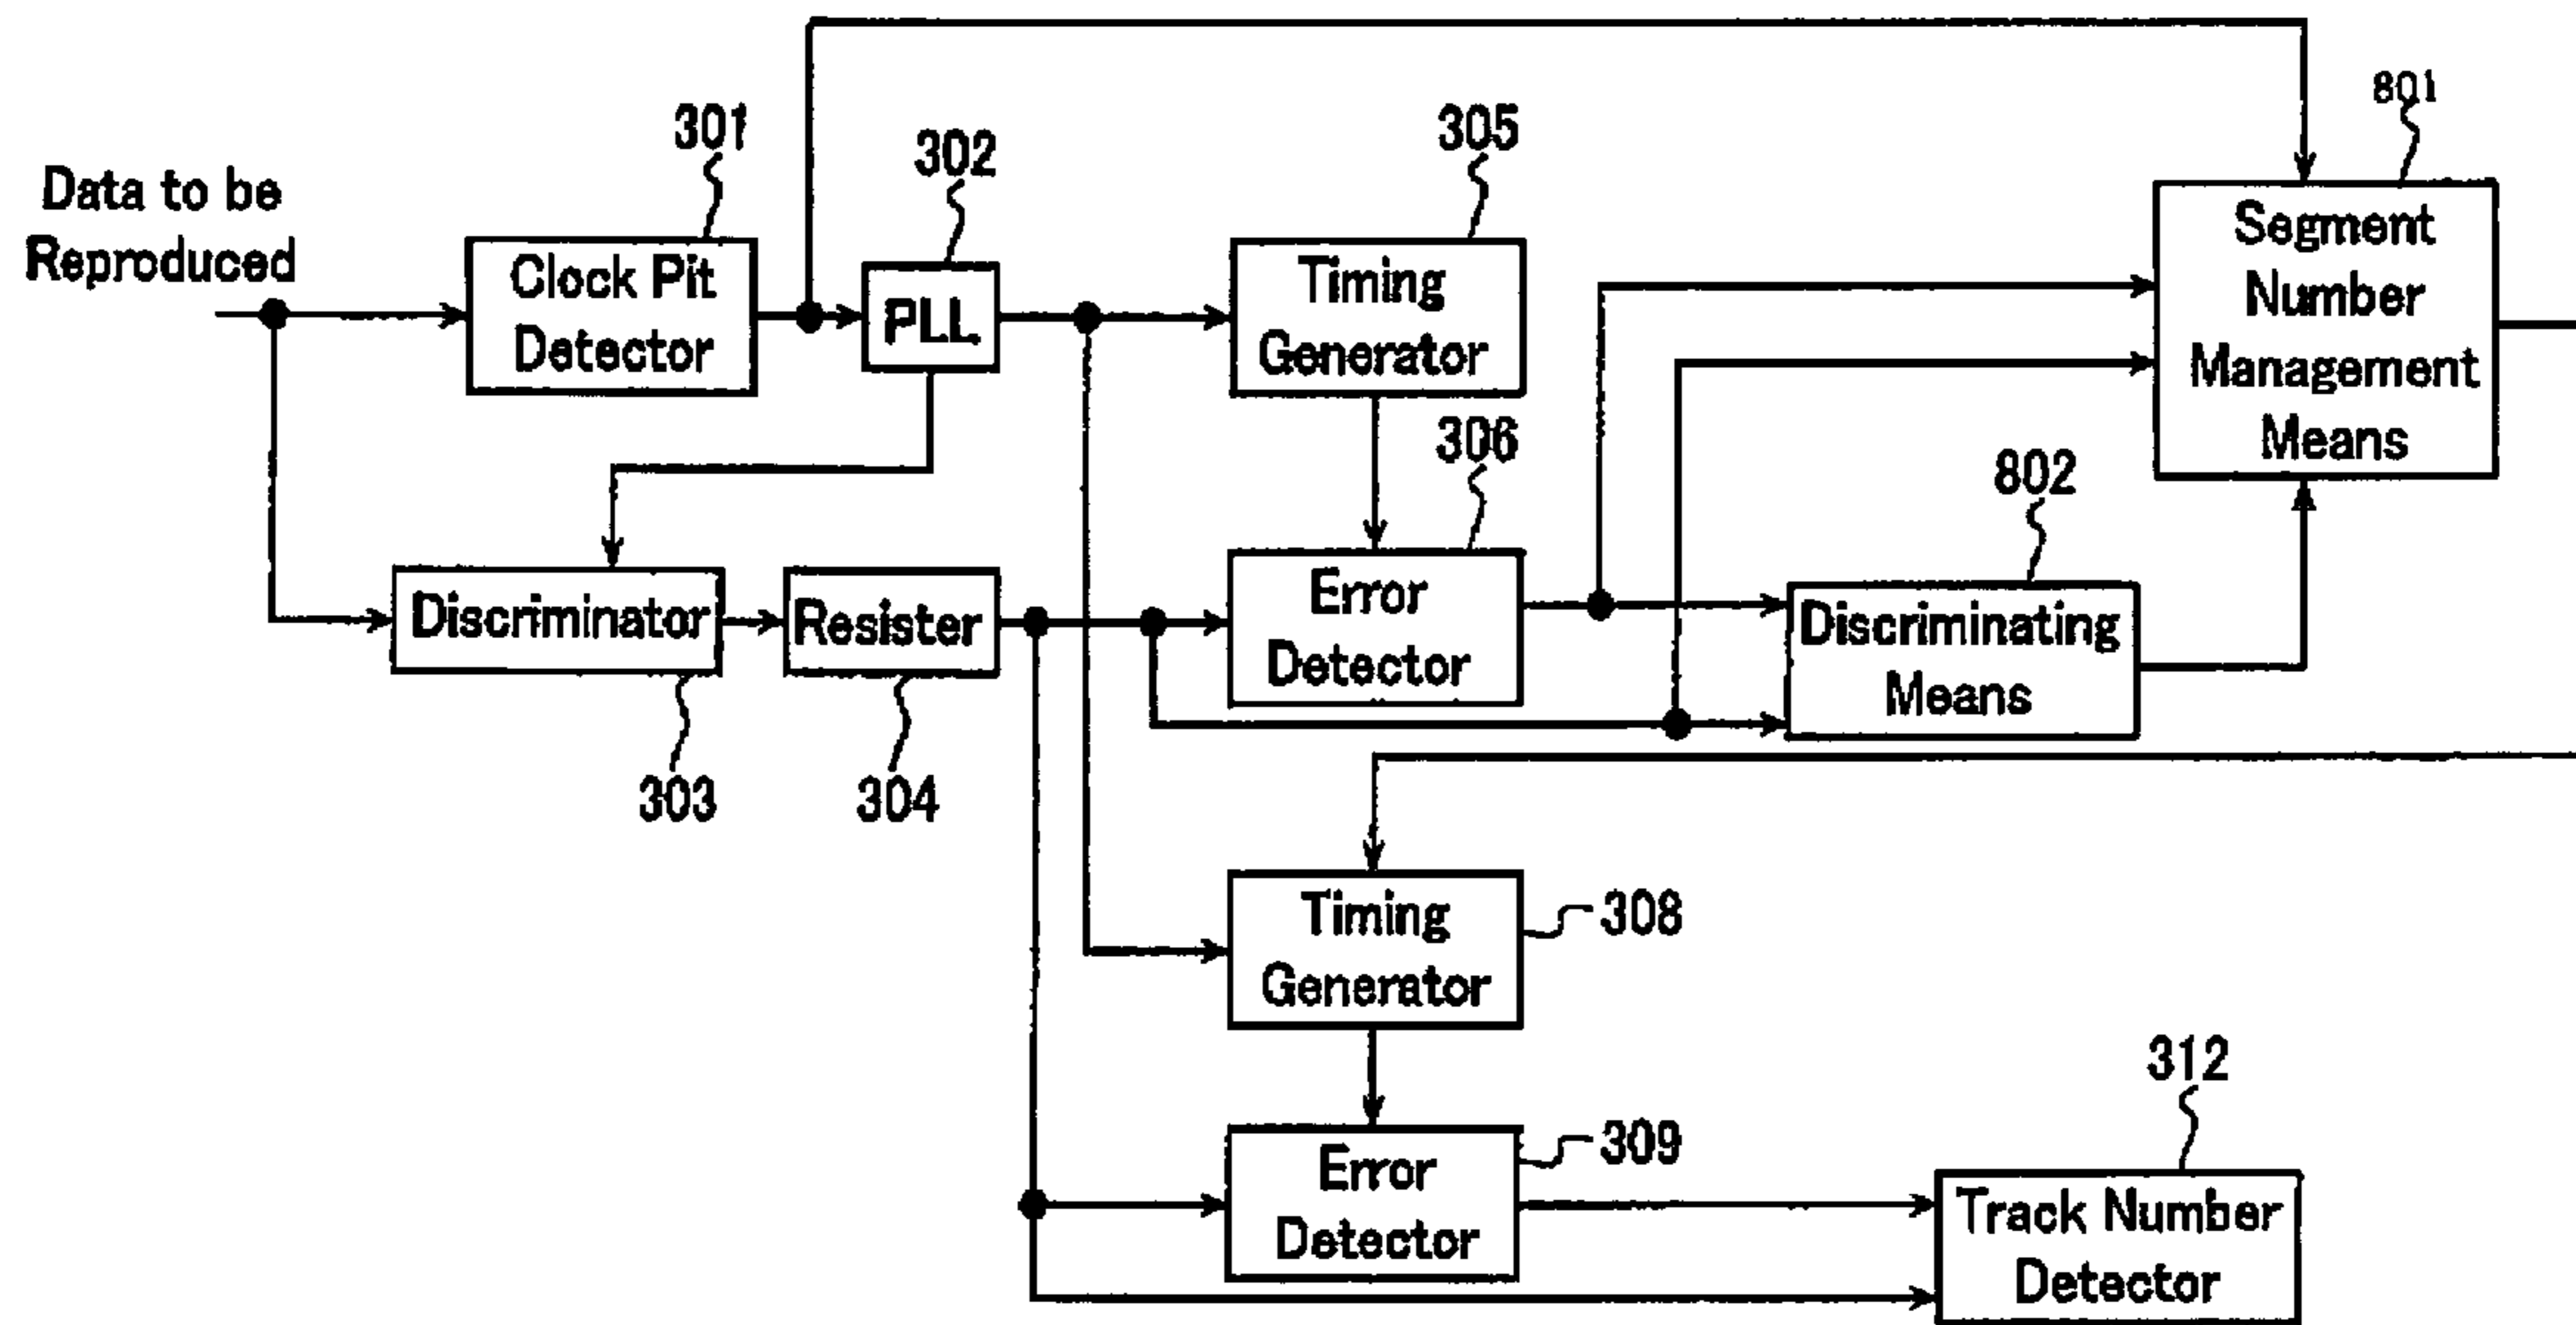 Data to be
Reproduced
301
Clock Pit
Detector
302
PLL
305
Timing
Generator
801
Segment
Number
Management
Means
306
Error
Detector
802
Discriminating
Means
Discriminator
303
Resister
304
Timing
Generator
308
Error
Detector
309
312
Track Number
Detector